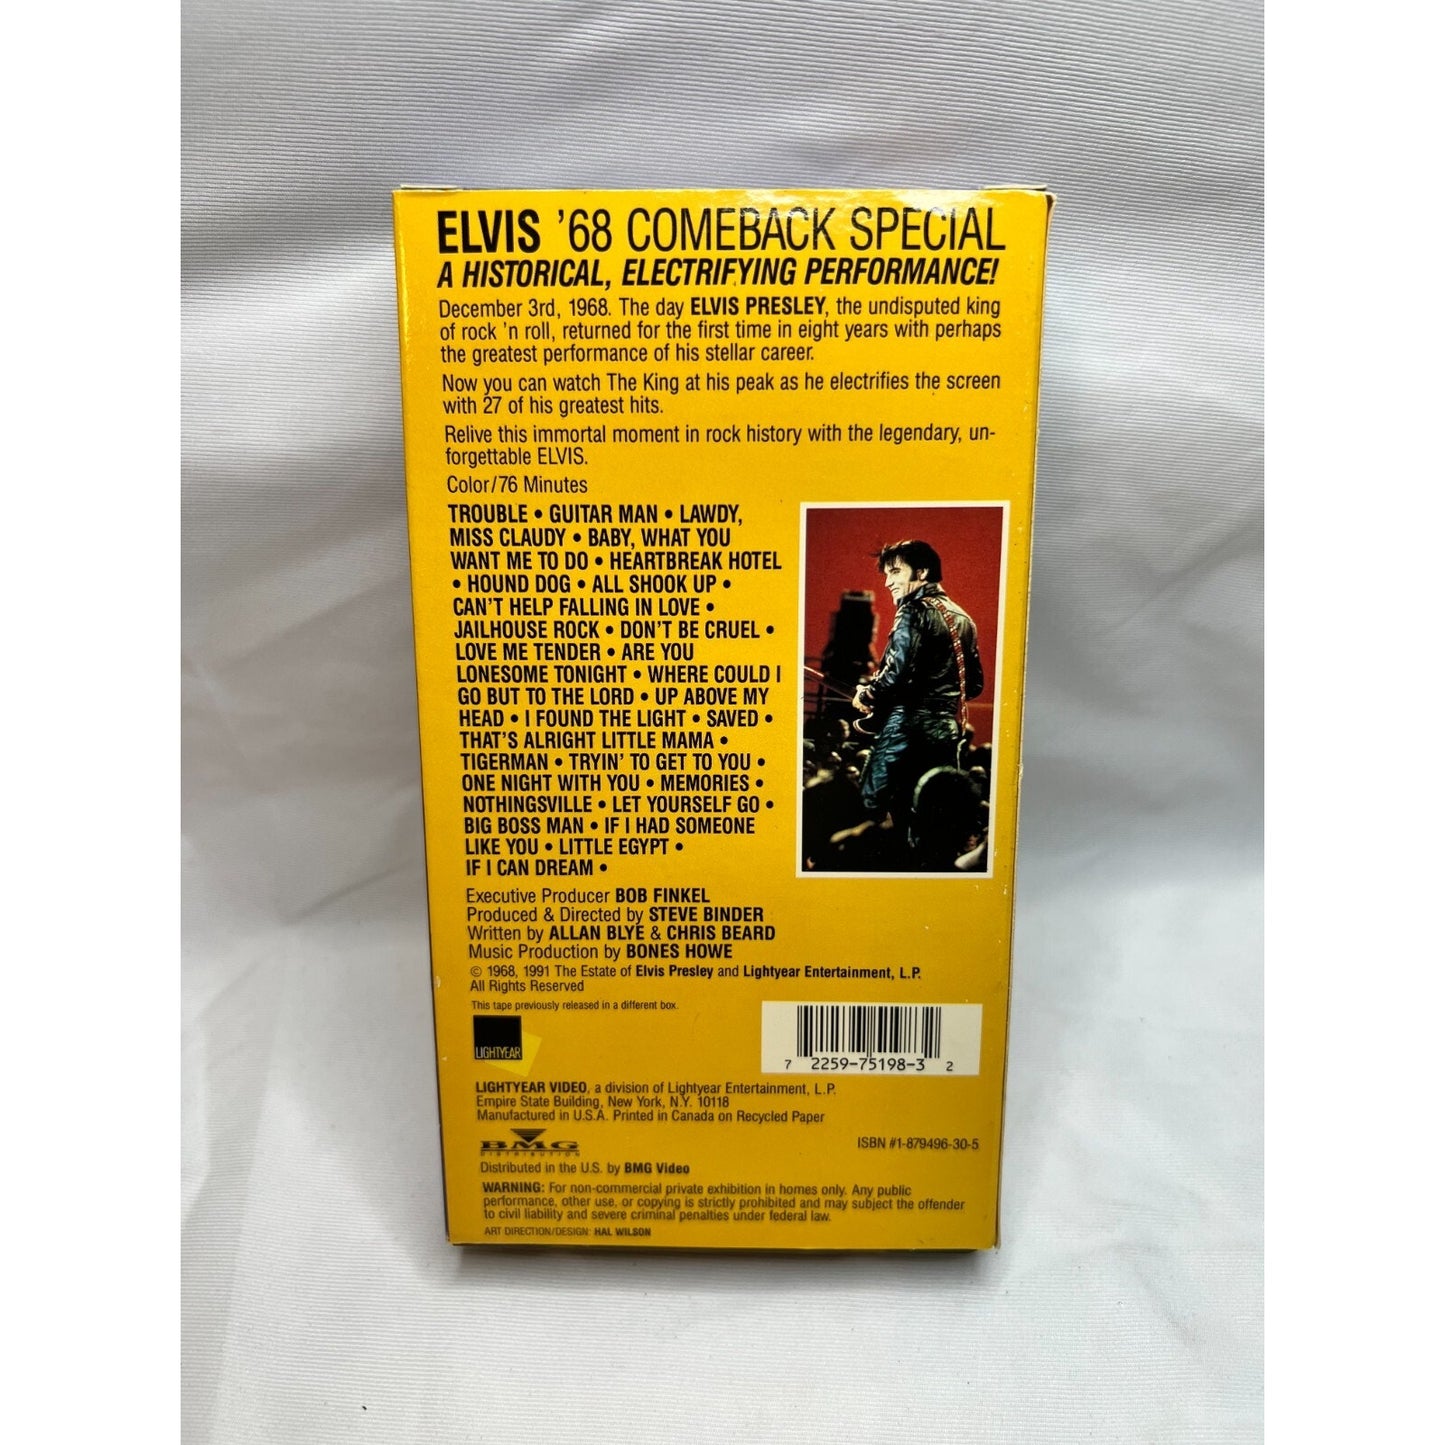 ELVIS ’68 COMEBACK SPECIAL
A HISTORICAL, ELECTRIFYING PERFORMANCE!
December 3rd, 1968. The day ELVIS PRESLEY, the undisputed king
of rock ’n roll, returned for the first time in eight years with perhaps
the greatest performance of his stellar career.
Now you can watch The King at his peak as he electrifies the screen
with 27 of his greatest hits.
Relive this immortal moment in rock history with the legendary, un-
forgettable ELVIS.
Color/76 Minutes
TROUBLE • GUITAR MAN • LAWDY,
MISS CLAUDY • BABY, WHAT YOU
WANT ME TO DO • HEARTBREAK HOTEL
• HOUND DOG • ALL SHOOK UP •
CAN’T HELP FALLING IN LOVE •
JAILHOUSE ROCK • DON’T BE CRUEL •
LOVE ME TENDER • ARE YOU
LONESOME TONIGHT • WHERE COULD I
GO BUT TO THE LORD • UP ABOVE MY
HEAD • I FOUND THE LIGHT • SAVED •
THAT’S ALRIGHT LITTLE MAMA •
TIGERMAN • TRYIN’ TO GET TO YOU •
ONE NIGHT WITH YOU • MEMORIES •
NOTHINGSVILLE • LET YOURSELF GO •
BIG BOSS MAN • IF I HAD SOMEONE
LIKE YOU • LITTLE EGYPT •
IF I CAN DREAM •
Executive Producer BOB FINKEL
Produced & Directed by STEVE BINDER
Written by ALLAN BLYE & CHRIS BEARD
Music Production by BONES HOWE
© 1968, 1991 The Estate of Elvis Presley and Lightyear Entertainment, L.P.
All Rights Reserved
This tape previously released in a different box.
LIGHTYEAR
7 2259-75198-3 2
LIGHTYEAR VIDEO, a division of Lightyear Entertainment, L.P.
Empire State Building, New York, N.Y. 10118
Manufactured in U.S.A. Printed in Canada on Recycled Paper
BMG
DISTRIBUTION
ISBN #1-879496-30-5
Distributed in the U.S. by BMG Video
WARNING: For non-commercial private exhibition in homes only. Any public
performance, other use, or copying is strictly prohibited and may subject the offender
to civil liability and severe criminal penalties under federal law.
ART DIRECTION/DESIGN: HAL WILSON